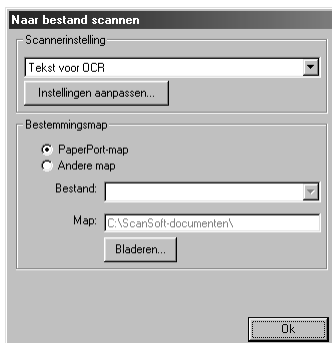 Naar bestand scannen
Scannerinstelling
Tekst voor OCR
Instellingen aanpassen...
Bestemmingsmap
PaperPort-map
Andere map
Bestand:
Map: C:\ScanSoft-documenten\
Bladeren...
Ok